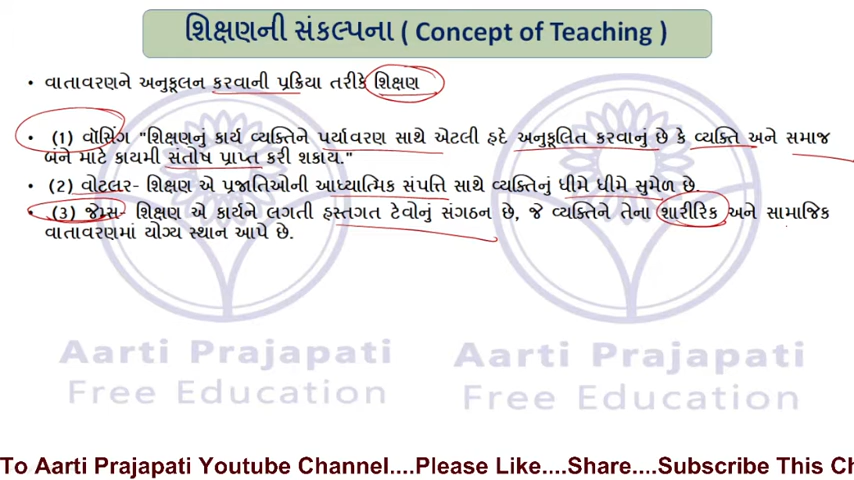 શિક્ષણની સંકલ્પના ( Concept of Teaching )
• વાતાવરણને અનુકૂલન કરવાની પ્રક્રિયા તરીકે શિક્ષણ
• (1) વૉસિંગ "શિક્ષણનું કાર્ય વ્યક્તિને પર્યાવરણ સાથે એટલી હદે અનુકૂલિત કરવાનું છે કે વ્યક્તિ અને સમાજ
બંને માટે કાયમી સંતોષ પ્રાપ્ત કરી શકાય."
• (2) વોટલર- શિક્ષણ એ પ્રજાતિઓની આધ્યાત્મિક સંપત્તિ સાથે વ્યક્તિનું ધીમે ધીમે સુમેળ છે.
• (3) જેમ્સ- શિક્ષણ એ કાર્યને લગતી હસ્તગત ટેવોનું સંગઠન છે, જે વ્યક્તિને તેના શારીરિક અને સામાજિક
વાતાવરણમાં યોગ્ય સ્થાન આપે છે.
Aarti Prajapati Aarti Prajapati
Free Education Free Education
To Aarti Prajapati Youtube Channel....Please Like....Share....Subscribe This Ch